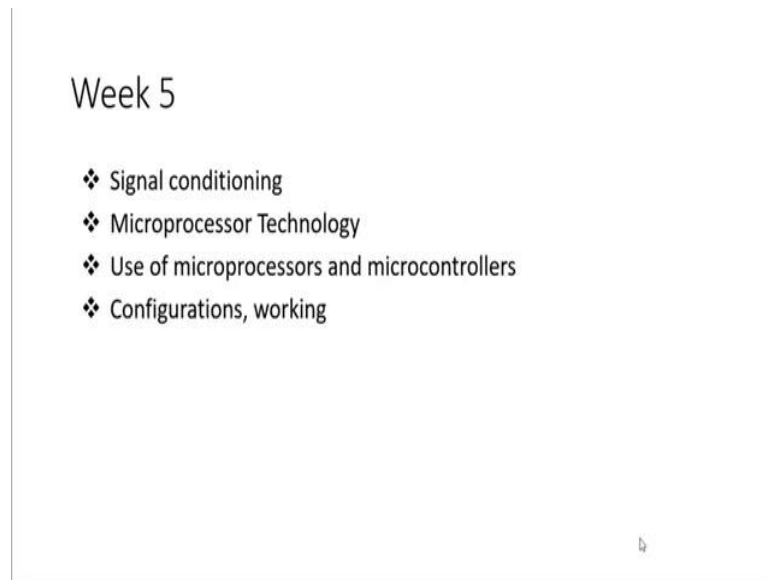 Week 5
❖ Signal conditioning
❖ Microprocessor Technology
❖ Use of microprocessors and microcontrollers
❖ Configurations, working